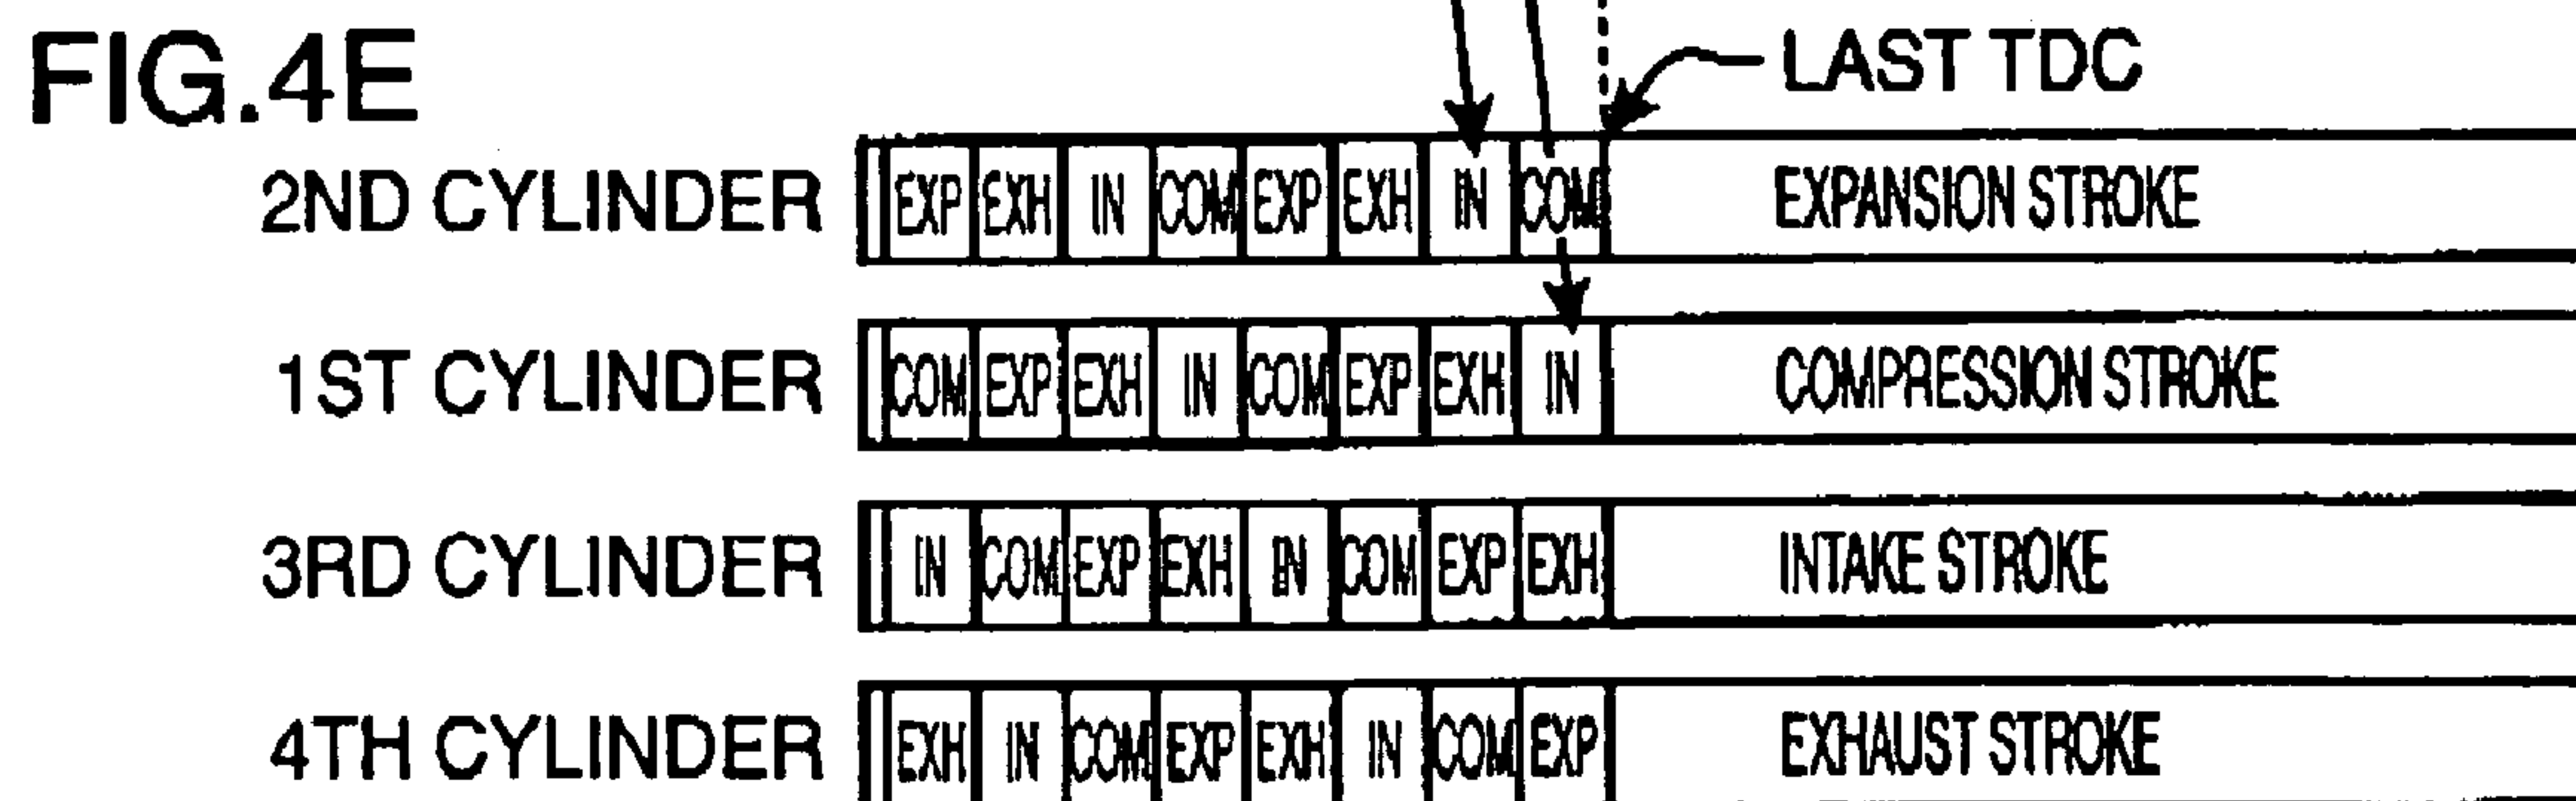 FIG.4E
LAST TDC
2ND CYLINDER EXP EXH IN COM EXP EXH IN COM EXPANSION STROKE
1ST CYLINDER COM EXP EXH IN COM EXP EXH IN COMPRESSION STROKE
3RD CYLINDER IN COM EXP EXH IN COM EXP EXH INTAKE STROKE
4TH CYLINDER EXH IN COM EXP EXH IN COM EXP EXHAUST STROKE